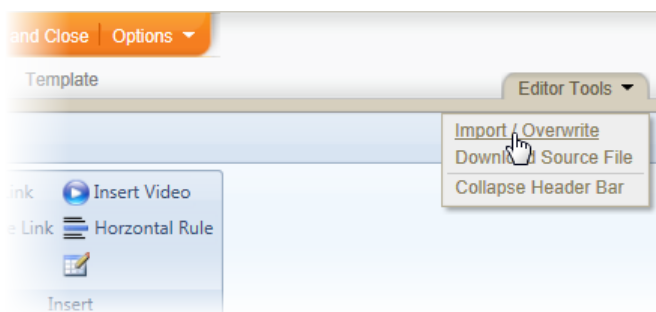 and Close Options
Template
Editor Tools
Import / Overwrite
Download Source File
Collapse Header Bar
Insert Video
Link Horzontal Rule
Insert